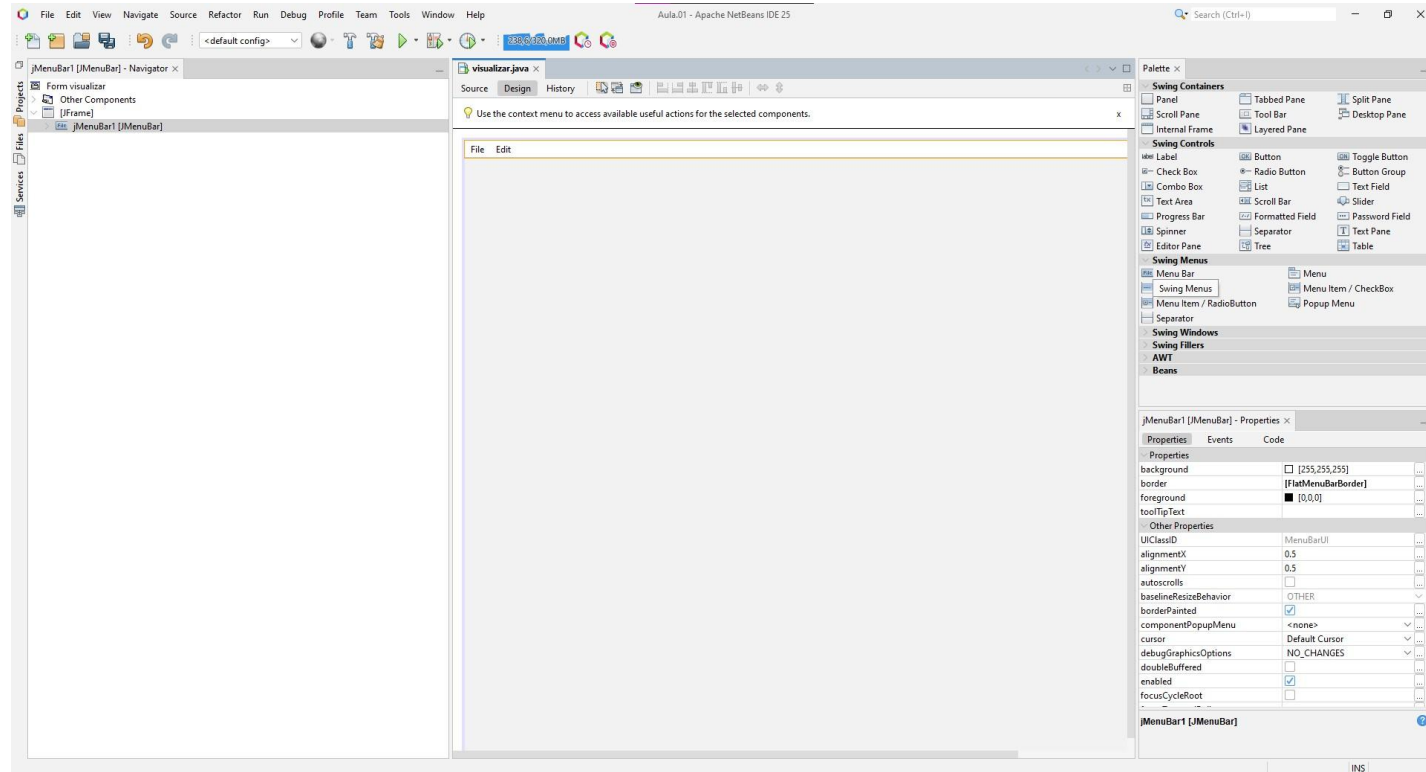 File Edit View Navigate Source Refactor Run Debug Profile Team Tools Window Help Aula.01 - Apache NetBeans IDE 25 Search (Ctrl+I)
<default config> 230,6/320,0MB
jMenuBar1 [JMenuBar] - Navigator
Form visualizar
Other Components
[JFrame]
jMenuBar1 [JMenuBar]
Projects
Files
Services
visualizar.java
Source Design History
Use the context menu to access available useful actions for the selected components. x
File Edit
Palette
Swing Containers
Panel Tabbed Pane Split Pane
Scroll Pane Tool Bar Desktop Pane
Internal Frame Layered Pane
Swing Controls
label Label OK Button ON Toggle Button
Check Box Radio Button Button Group
Combo Box List Text Field
Text Area Scroll Bar Slider
Progress Bar Formatted Field Password Field
Spinner Separator Text Pane
Editor Pane Tree Table
Swing Menus
Menu Bar Menu
Swing Menus Menu Item / CheckBox
Menu Item / RadioButton Popup Menu
Separator
Swing Windows
Swing Fillers
AWT
Beans
jMenuBar1 [JMenuBar] - Properties
Properties Events Code
Properties
background [255,255,255] ...
border [FlatMenuBarBorder] ...
foreground [0,0,0] ...
toolTipText ...
Other Properties
UIClassID MenuBarUI ...
alignmentX 0.5 ...
alignmentY 0.5 ...
autoscrolls ...
baselineResizeBehavior OTHER
borderPainted ...
componentPopupMenu <none> ...
cursor Default Cursor ...
debugGraphicsOptions NO_CHANGES ...
doubleBuffered ...
enabled ...
focusCycleRoot ...
jMenuBar1 [JMenuBar]
INS